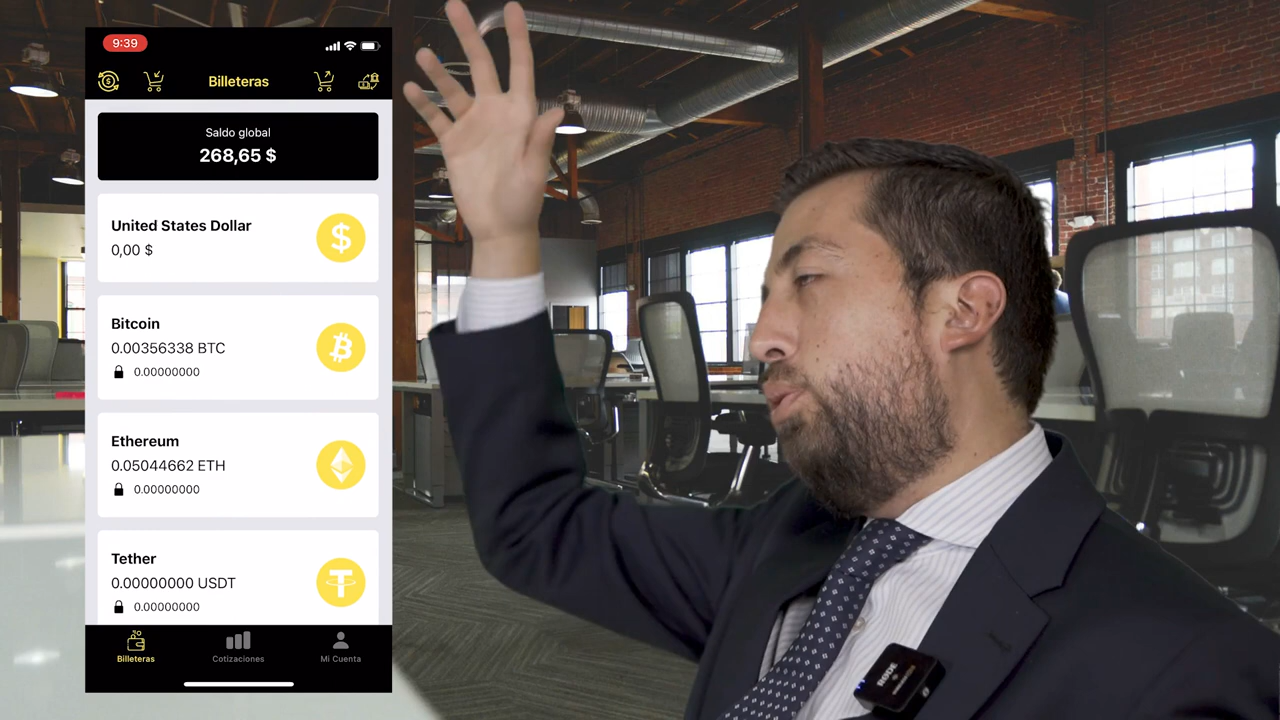 9:39
Billeteras
Saldo global
268,65 $
United States Dollar
0,00 $
Bitcoin
0.00356338 BTC
0.00000000
Ethereum
0.05044662 ETH
0.00000000
Tether
0.00000000 USDT
0.00000000
Billeteras
Cotizaciones
Mi Cuenta
RØDE